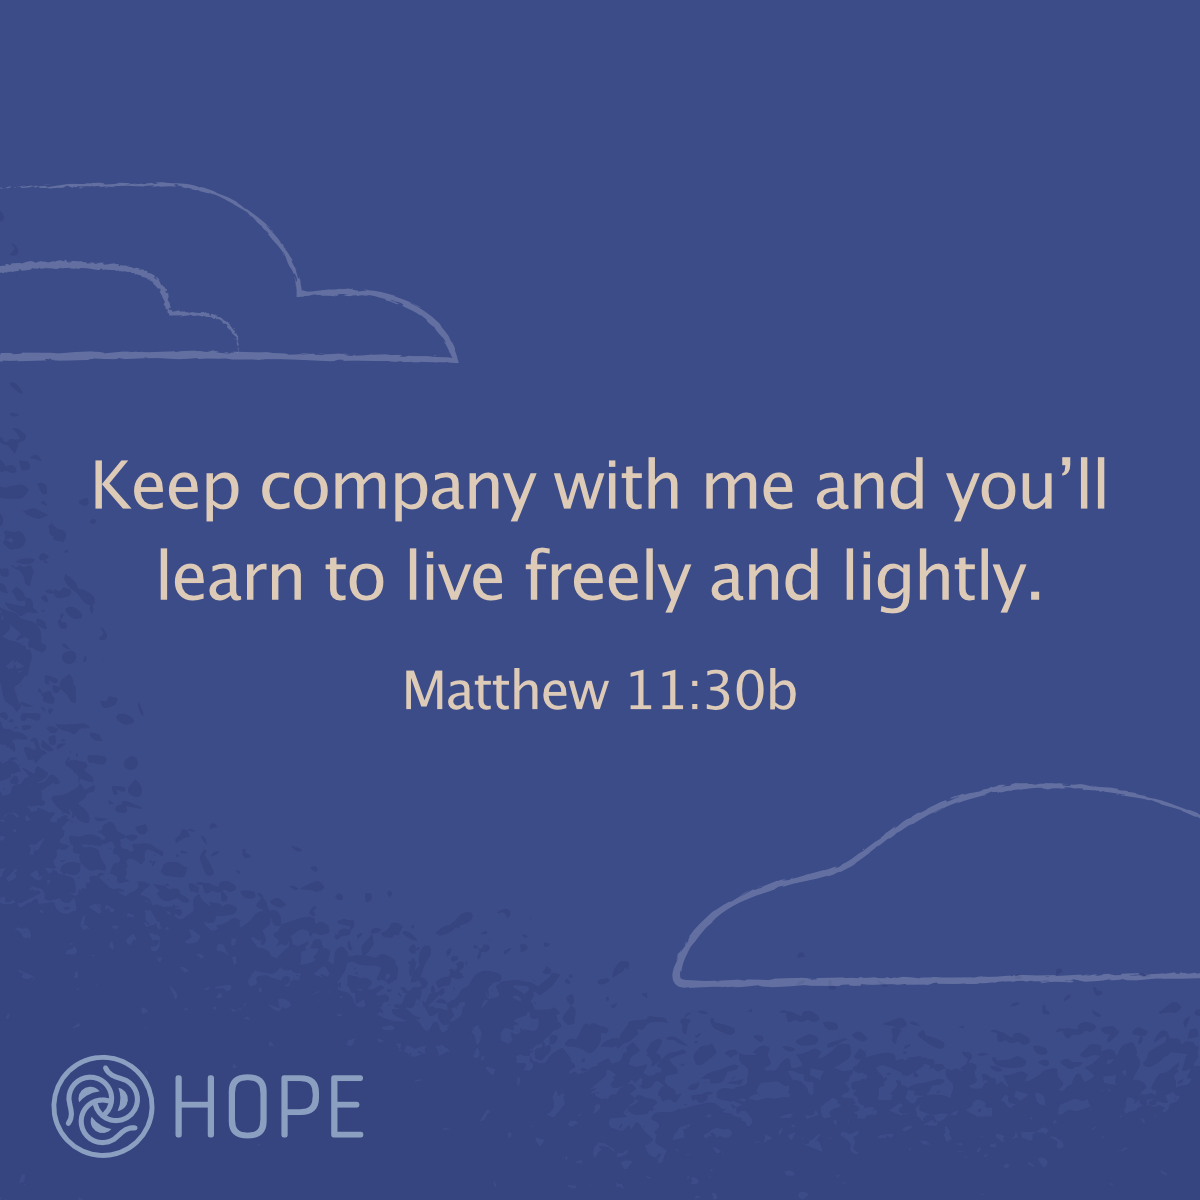 Keep company with me and you’ll
learn to live freely and lightly.
Matthew 11:30b
HOPE